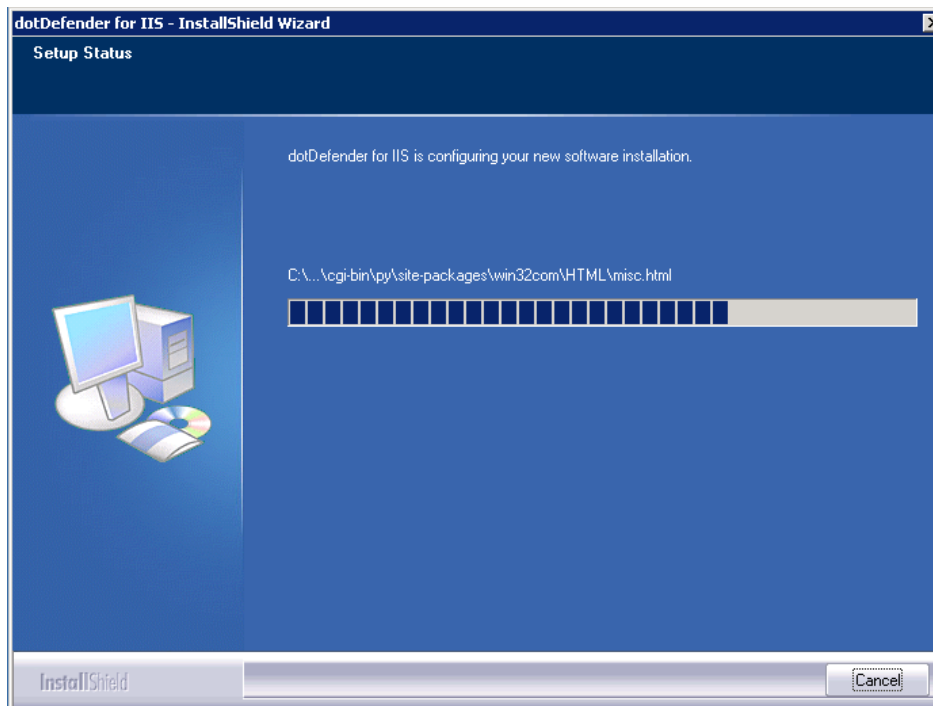 dotDefender for IIS - InstallShield Wizard
Setup Status
dotDefender for IIS is configuring your new software installation.
C:\...\cgi-bin\py\site-packages\win32com\HTML\misc.html
InstallShield
Cancel